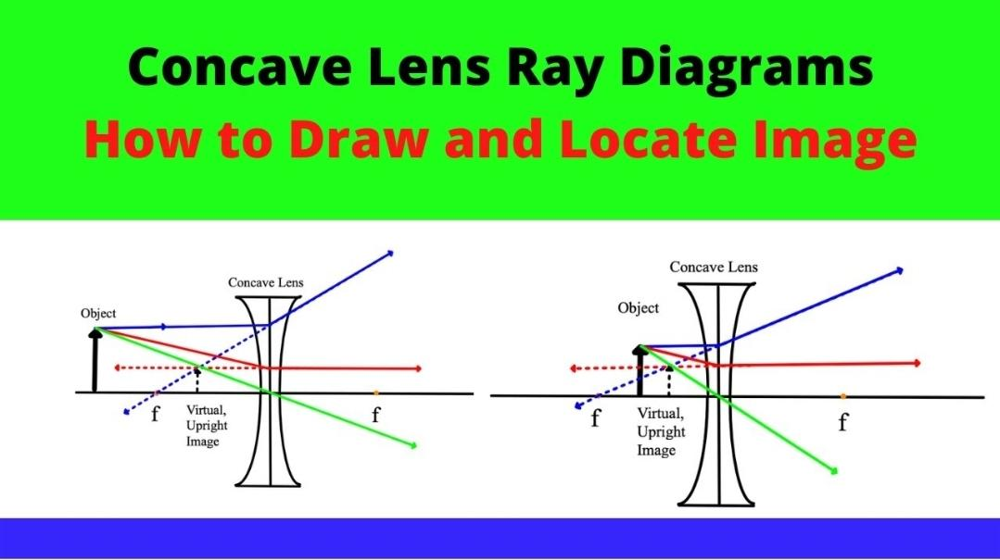 Concave Lens Ray Diagrams
How to Draw and Locate Image
Concave Lens
Object
f
Virtual,
Upright
Image
f
Concave Lens
Object
f
Virtual,
Upright
Image
f